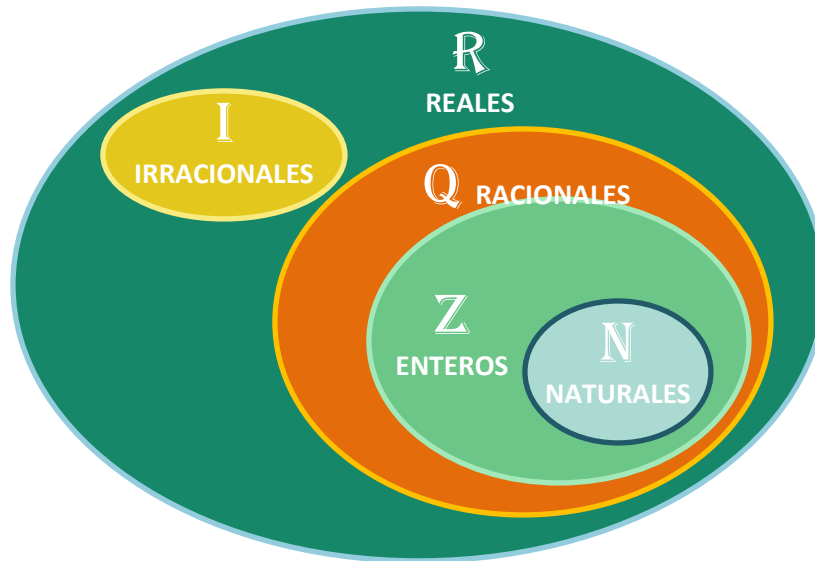 R
REALES
I
IRRACIONALES
Q RACIONALES
Z
ENTEROS
N
NATURALES